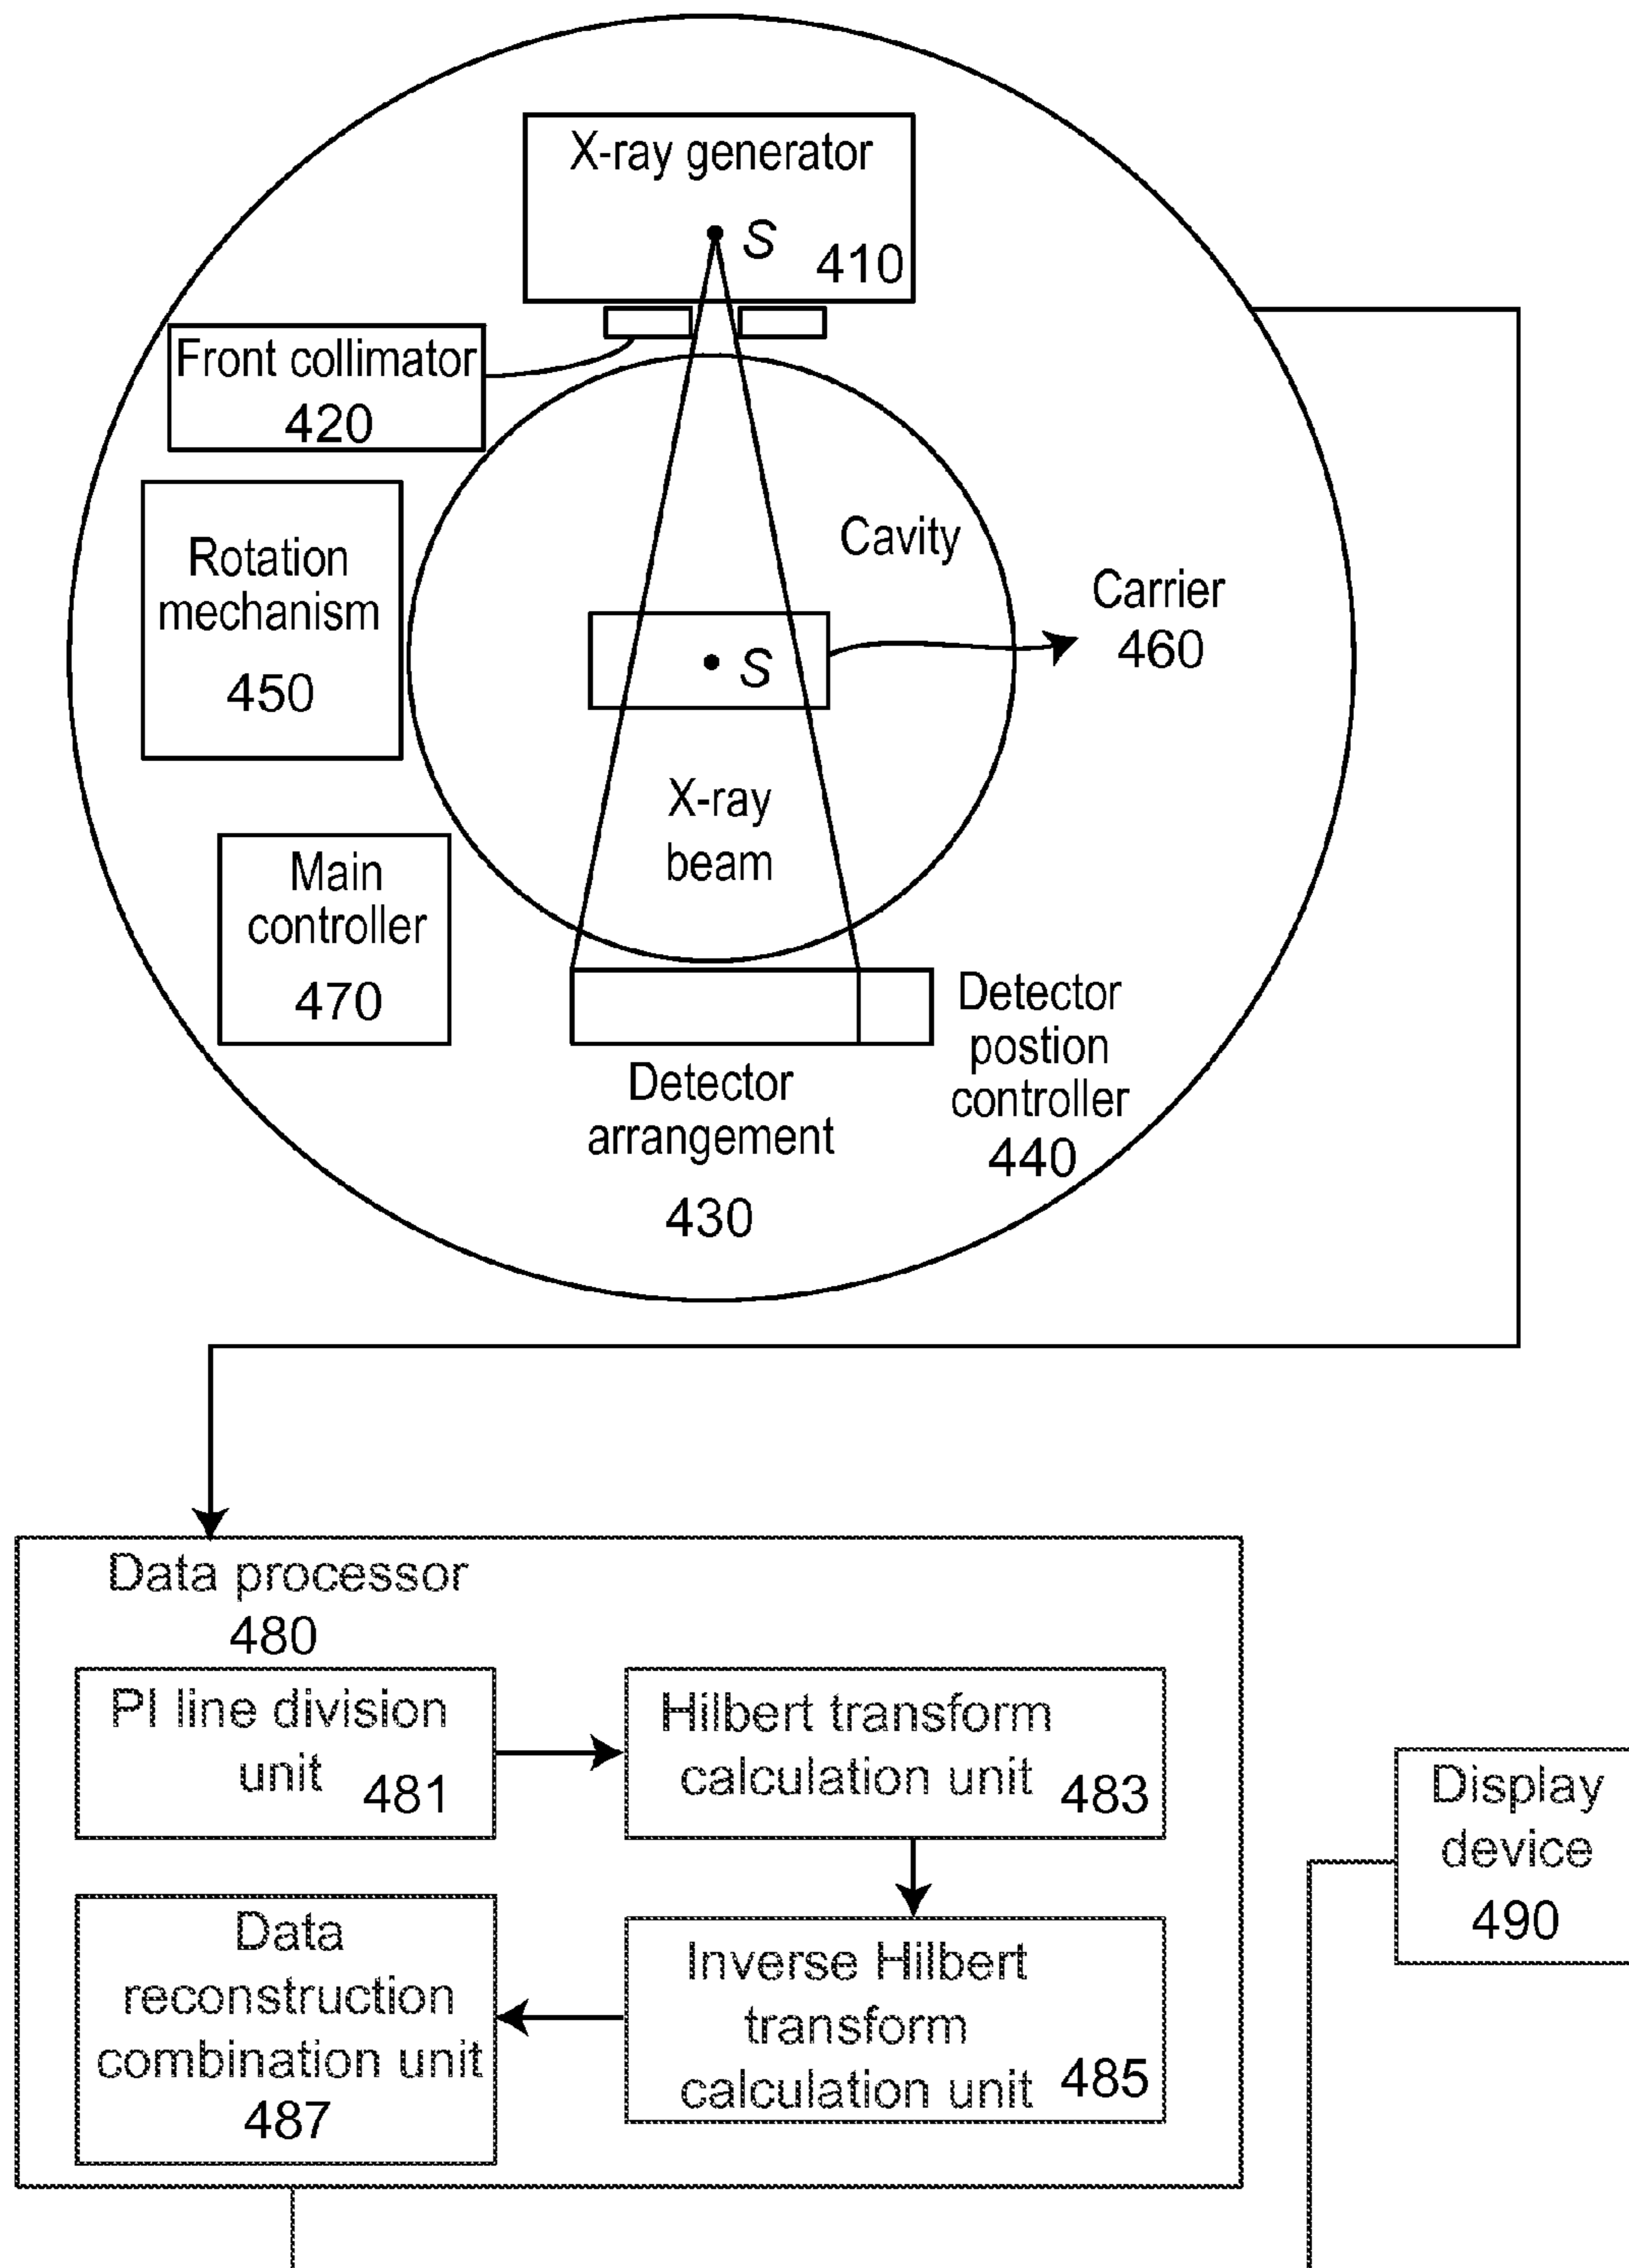 X-ray generator
S
410
Front collimator
420
Rotation
mechanism
450
Cavity
Carrier
460
S
X-ray
beam
Main
controller
470
Detector
postion
controller
440
Detector
arrangement
430
Data processor
480
PI line division
unit 481
Hilbert transform
calculation unit 483
Display
device
490
Data
reconstruction
combination unit
487
Inverse Hilbert
transform
calculation unit 485